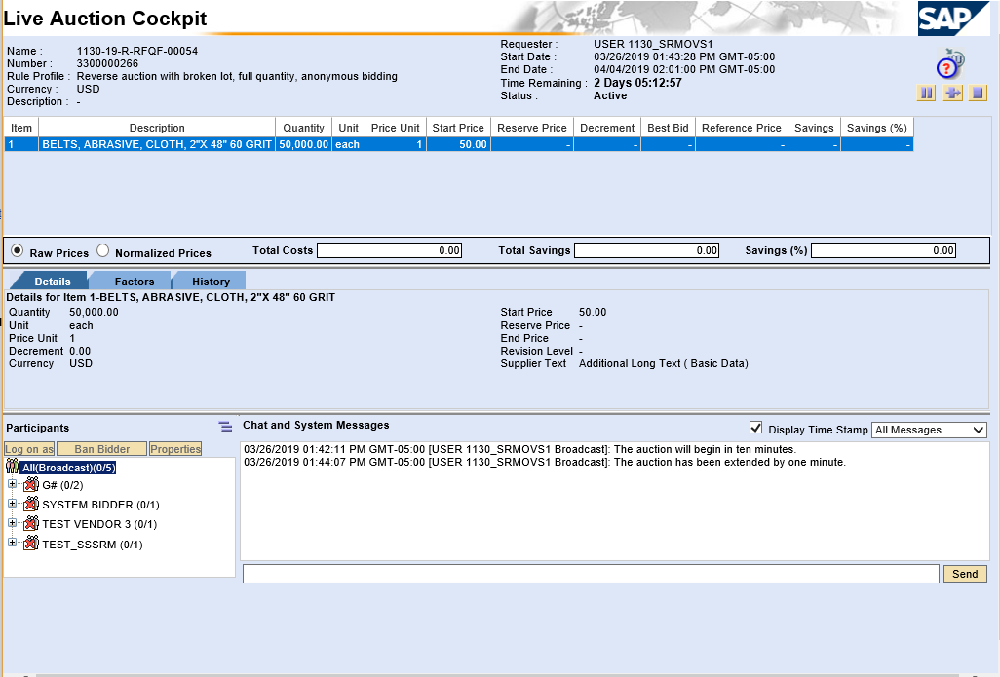 Live Auction Cockpit
SAP
Name : 1130-19-R-RFQF-00054
Number : 3300000266
Rule Profile : Reverse auction with broken lot, full quantity, anonymous bidding
Currency : USD
Description : -
Requester : USER 1130_SRMOVS1
Start Date : 03/26/2019 01:43:28 PM GMT-05:00
End Date : 04/04/2019 02:01:00 PM GMT-05:00
Time Remaining : 2 Days 05:12:57
Status : Active
Item Description Quantity Unit Price Unit Start Price Reserve Price Decrement Best Bid Reference Price Savings Savings (%)
1 BELTS, ABRASIVE, CLOTH, 2"X 48" 60 GRIT 50,000.00 each 1 50.00 - - - - - -
Raw Prices Normalized Prices Total Costs 0.00 Total Savings 0.00 Savings (%) 0.00
Details Factors History
Details for Item 1-BELTS, ABRASIVE, CLOTH, 2"X 48" 60 GRIT
Quantity 50,000.00
Unit each
Price Unit 1
Decrement 0.00
Currency USD
Start Price 50.00
Reserve Price -
End Price -
Revision Level -
Supplier Text Additional Long Text ( Basic Data)
Participants
Log on as Ban Bidder Properties
All(Broadcast)(0/5)
G# (0/2)
SYSTEM BIDDER (0/1)
TEST VENDOR 3 (0/1)
TEST_SSSRM (0/1)
Chat and System Messages
Display Time Stamp All Messages
03/26/2019 01:42:11 PM GMT-05:00 [USER 1130_SRMOVS1 Broadcast]: The auction will begin in ten minutes.
03/26/2019 01:44:07 PM GMT-05:00 [USER 1130_SRMOVS1 Broadcast]: The auction has been extended by one minute.
Send